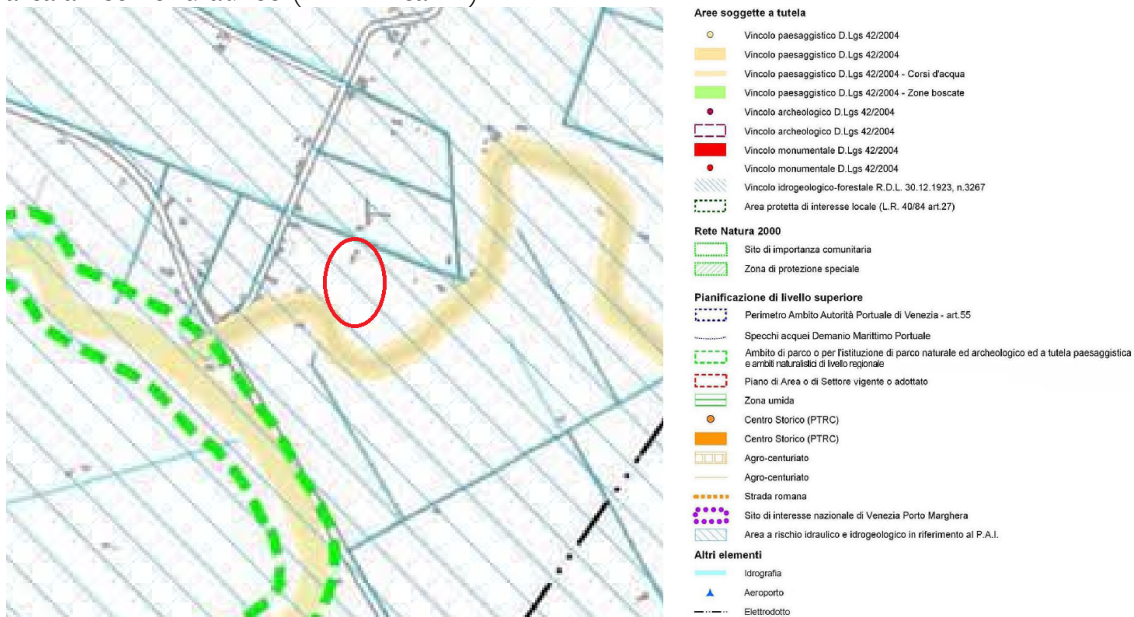 Aree soggette a tutela
Vincolo paesaggistico D.Lgs 42/2004
Vincolo paesaggistico D.Lgs 42/2004
Vincolo paesaggistico D.Lgs 42/2004 - Corsi d'acqua
Vincolo paesaggistico D.Lgs 42/2004 - Zone boscate
Vincolo archeologico D.Lgs 42/2004
Vincolo archeologico D.Lgs 42/2004
Vincolo monumentale D.Lgs 42/2004
Vincolo monumentale D.Lgs 42/2004
Vincolo idrogeologico-forestale R.D.L. 30.12.1923, n.3267
Area protetta di interesse locale (L.R. 40/84 art.27)
Rete Natura 2000
Sito di importanza comunitaria
Zona di protezione speciale
Pianificazione di livello superiore
Perimetro Ambito Autorità Portuale di Venezia - art.55
Specchi acquei Demanio Marittimo Portuale
Ambito di parco o per l'istituzione di parco naturale ed archeologico ed a tutela paesaggistica
e ambiti naturalistici di livello regionale
Piano di Area o di Settore vigente o adottato
Zona umida
Centro Storico (PTRC)
Centro Storico (PTRC)
Agro-centuriato
Agro-centuriato
Strada romana
Sito di interesse nazionale di Venezia Porto Marghera
Area a rischio idraulico e idrogeologico in riferimento al P.A.I.
Altri elementi
Idrografia
Aeroporto
Elettrodotto